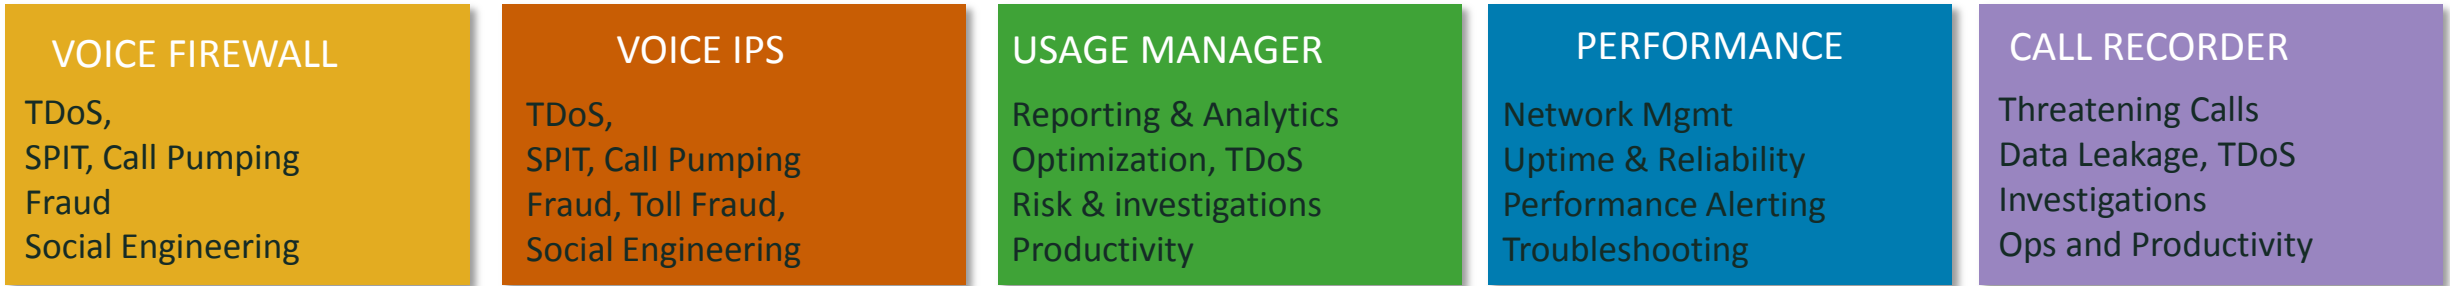 VOICE FIREWALL
TDoS,
SPIT, Call Pumping
Fraud
Social Engineering
VOICE IPS
TDoS,
SPIT, Call Pumping
Fraud, Toll Fraud,
Social Engineering
USAGE MANAGER
Reporting & Analytics
Optimization, TDoS
Risk & investigations
Productivity
PERFORMANCE
Network Mgmt
Uptime & Reliability
Performance Alerting
Troubleshooting
CALL RECORDER
Threatening Calls
Data Leakage, TDoS
Investigations
Ops and Productivity